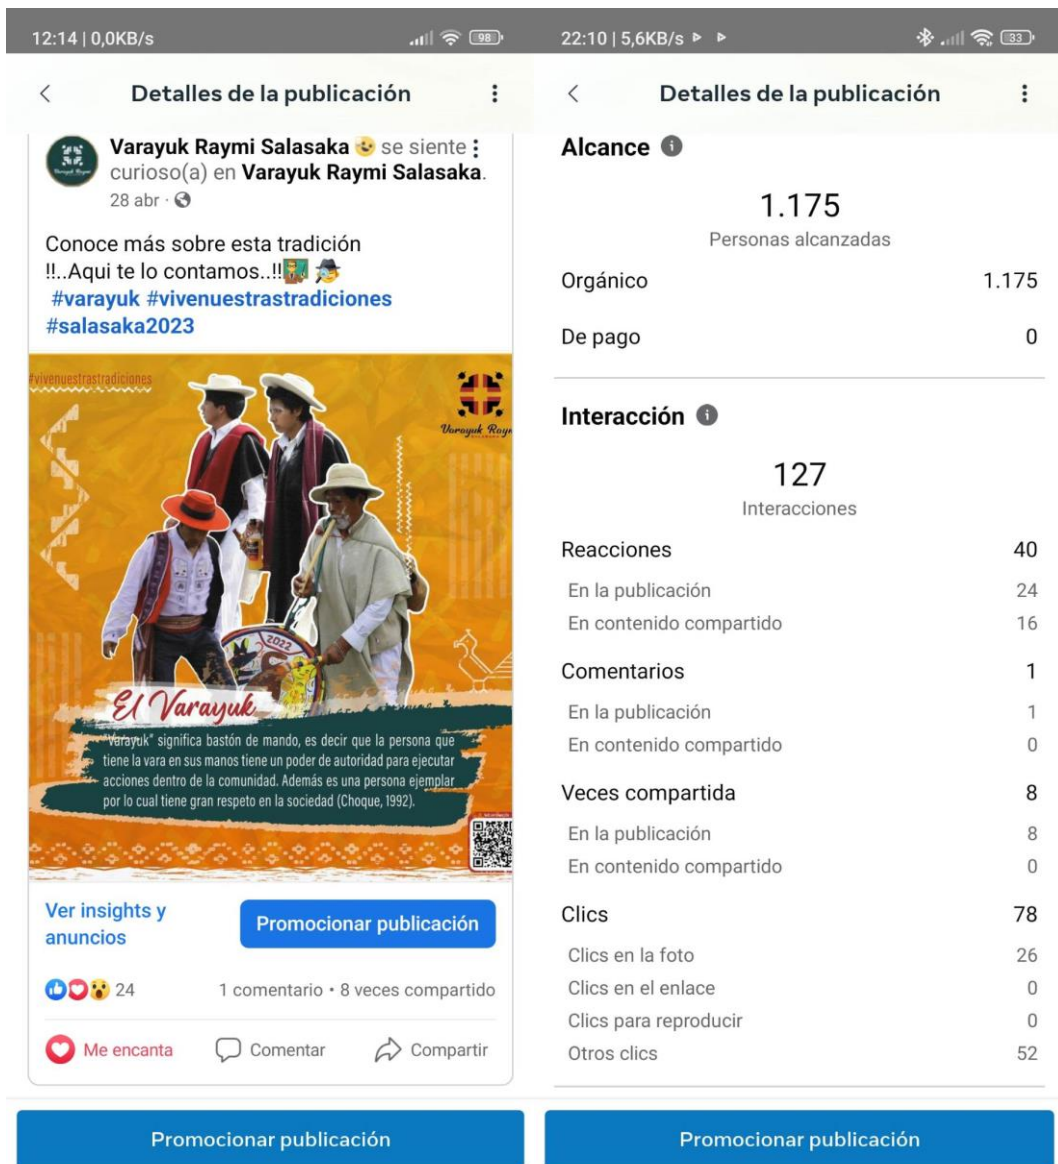 12:14 | 0,0KB/s
98
Detalles de la publicación
Varayuk Raymi
Varayuk Raymi Salasaka 🤪 se siente
curioso(a) en Varayuk Raymi Salasaka.
28 abr ·
Conoce más sobre esta tradición
!!..Aqui te lo contamos..!!
#varayuk #vivenuestrastradiciones
#salasaka2023
#vivenuestrastradiciones
Varayuk Raym
SALASAKA
2022
El Varayuk
"Varayuk" significa bastón de mando, es decir que la persona que
tiene la vara en sus manos tiene un poder de autoridad para ejecutar
acciones dentro de la comunidad. Además es una persona ejemplar
por lo cual tiene gran respeto en la sociedad (Choque, 1992).
Ver insights y
anuncios
Promocionar publicación
24
1 comentario • 8 veces compartido
Me encanta
Comentar
Compartir
Promocionar publicación
22:10 | 5,6KB/s
33
Detalles de la publicación
Alcance
1.175
Personas alcanzadas
Orgánico 1.175
De pago 0
Interacción
127
Interacciones
Reacciones 40
En la publicación 24
En contenido compartido 16
Comentarios 1
En la publicación 1
En contenido compartido 0
Veces compartida 8
En la publicación 8
En contenido compartido 0
Clics 78
Clics en la foto 26
Clics en el enlace 0
Clics para reproducir 0
Otros clics 52
Promocionar publicación